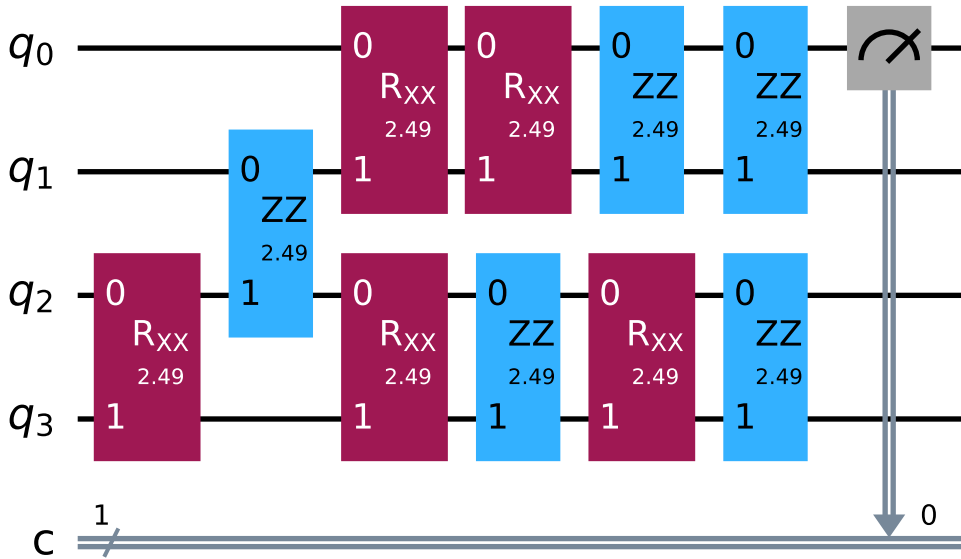 q0 0 RXX 2.49 1 0 RXX 2.49 1 0 ZZ 2.49 1 0 ZZ 2.49 1
q1 0 ZZ 2.49 1
q2 0 RXX 2.49 1 0 RXX 2.49 1 0 ZZ 2.49 1 0 RXX 2.49 1 0 ZZ 2.49 1
q3
c 1 0